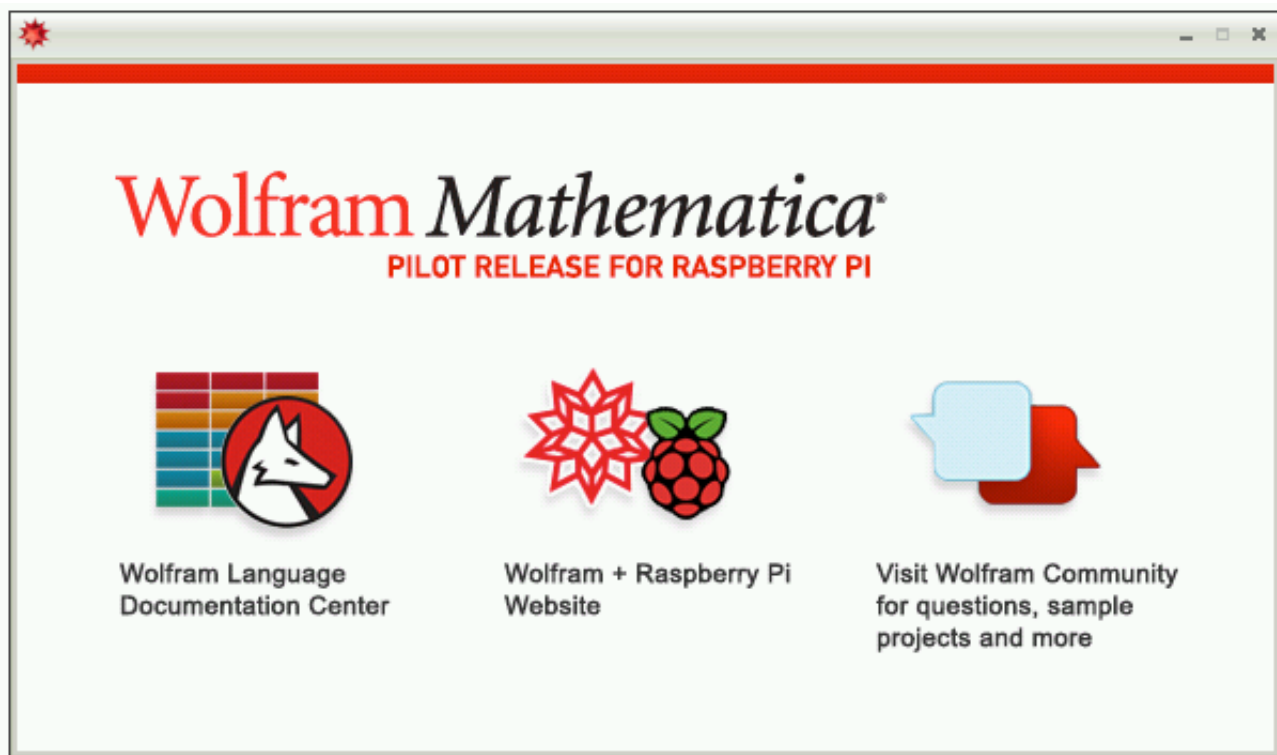 Wolfram Mathematica®
PILOT RELEASE FOR RASPBERRY PI
Wolfram Language
Documentation Center
Wolfram + Raspberry Pi
Website
Visit Wolfram Community
for questions, sample
projects and more